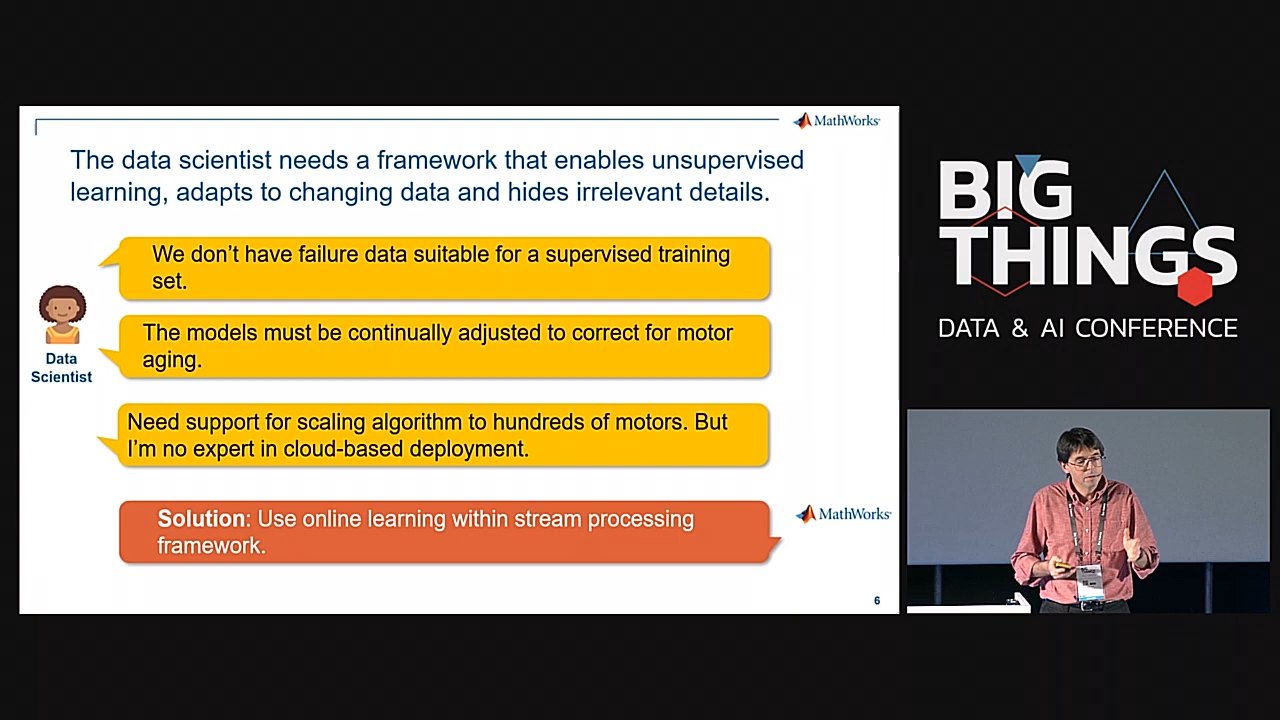 MathWorks
The data scientist needs a framework that enables unsupervised
learning, adapts to changing data and hides irrelevant details.
We don't have failure data suitable for a supervised training
set.
The models must be continually adjusted to correct for motor
aging.
Data
Scientist
Need support for scaling algorithm to hundreds of motors. But
I'm no expert in cloud-based deployment.
Solution: Use online learning within stream processing
framework.
MathWorks
6
BIG
THINGS
DATA & AI CONFERENCE